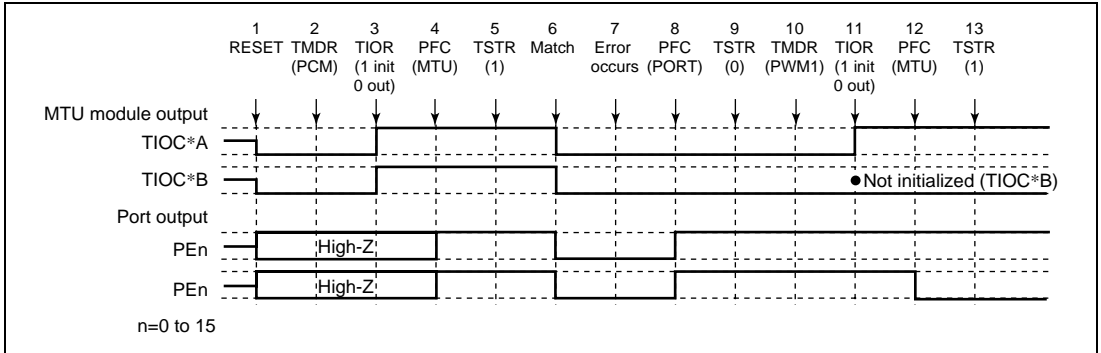 1 2 3 4 5 6 7 8 9 10 11 12 13
RESET TMDR TIOR PFC TSTR Match Error PFC TSTR TMDR TIOR PFC TSTR
(PCM) (1 init (MTU) (1) occurs (PORT) (0) (PWM1) (1 init (MTU) (1)
0 out) 0 out)
MTU module output
TIOC*A
TIOC*B
Not initialized (TIOC*B)
Port output
PEn
High-Z
PEn
High-Z
n=0 to 15